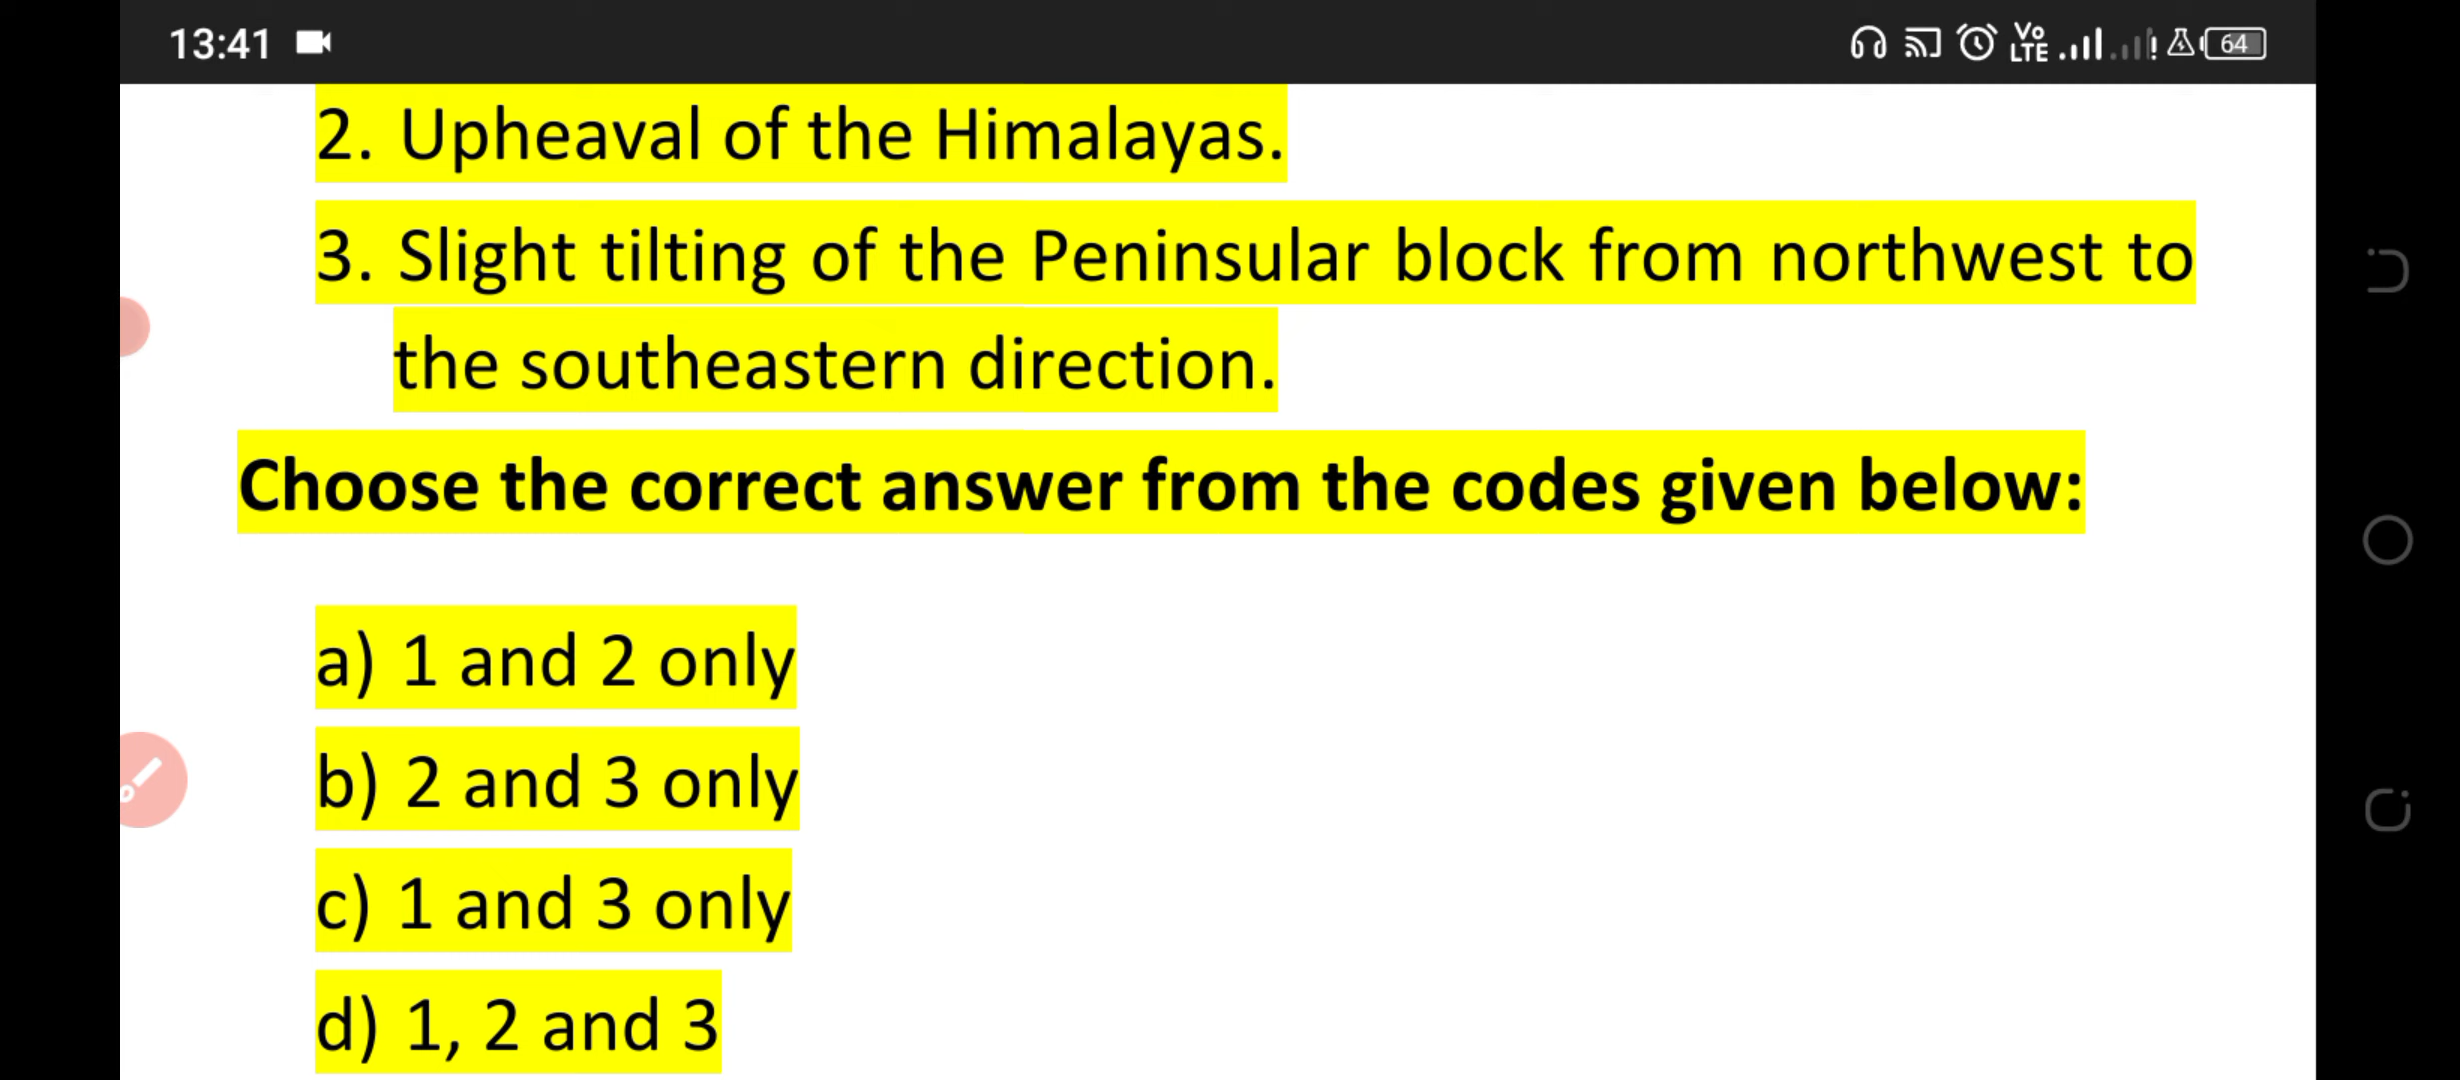 13:41 Vo LTE 64
2. Upheaval of the Himalayas.
3. Slight tilting of the Peninsular block from northwest to
the southeastern direction.
Choose the correct answer from the codes given below:
a) 1 and 2 only
b) 2 and 3 only
c) 1 and 3 only
d) 1, 2 and 3